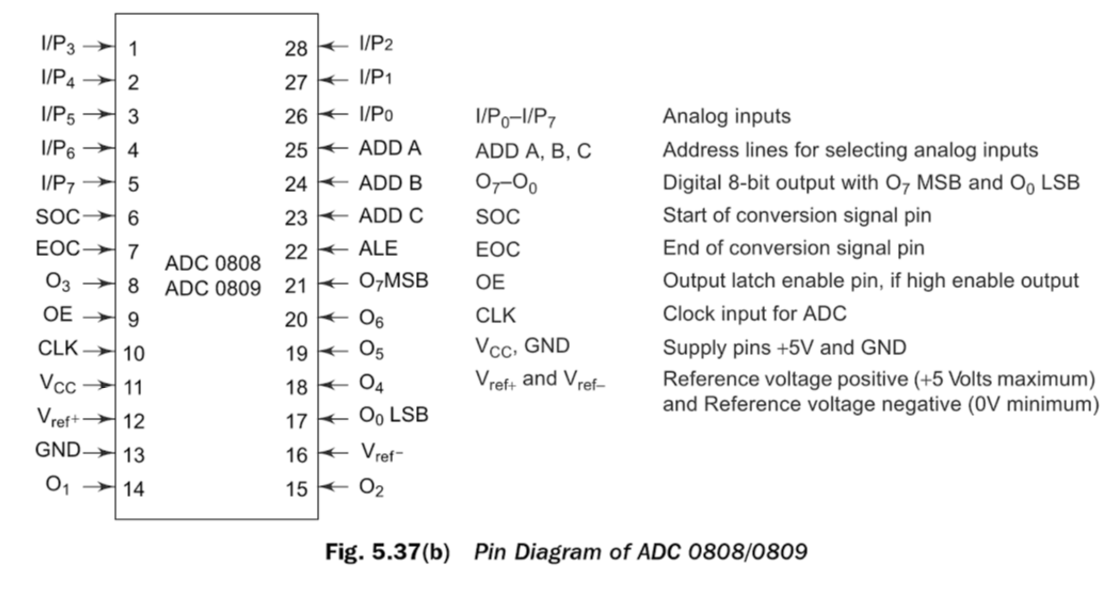 I/P3 1 28 I/P2
I/P4 2 27 I/P1
I/P5 3 26 I/P0 I/P0–I/P7 Analog inputs
I/P6 4 25 ADD A ADD A, B, C Address lines for selecting analog inputs
I/P7 5 24 ADD B O7–O0 Digital 8-bit output with O7 MSB and O0 LSB
SOC 6 23 ADD C SOC Start of conversion signal pin
EOC 7 22 ALE EOC End of conversion signal pin
ADC 0808
O3 8 ADC 0809 21 O7MSB OE Output latch enable pin, if high enable output
OE 9 20 O6 CLK Clock input for ADC
CLK 10 19 O5 VCC, GND Supply pins +5V and GND
VCC 11 18 O4 Vref+ and Vref– Reference voltage positive (+5 Volts maximum)
and Reference voltage negative (0V minimum)
Vref+ 12 17 O0 LSB
GND 13 16 Vref-
O1 14 15 O2
Fig. 5.37(b) Pin Diagram of ADC 0808/0809